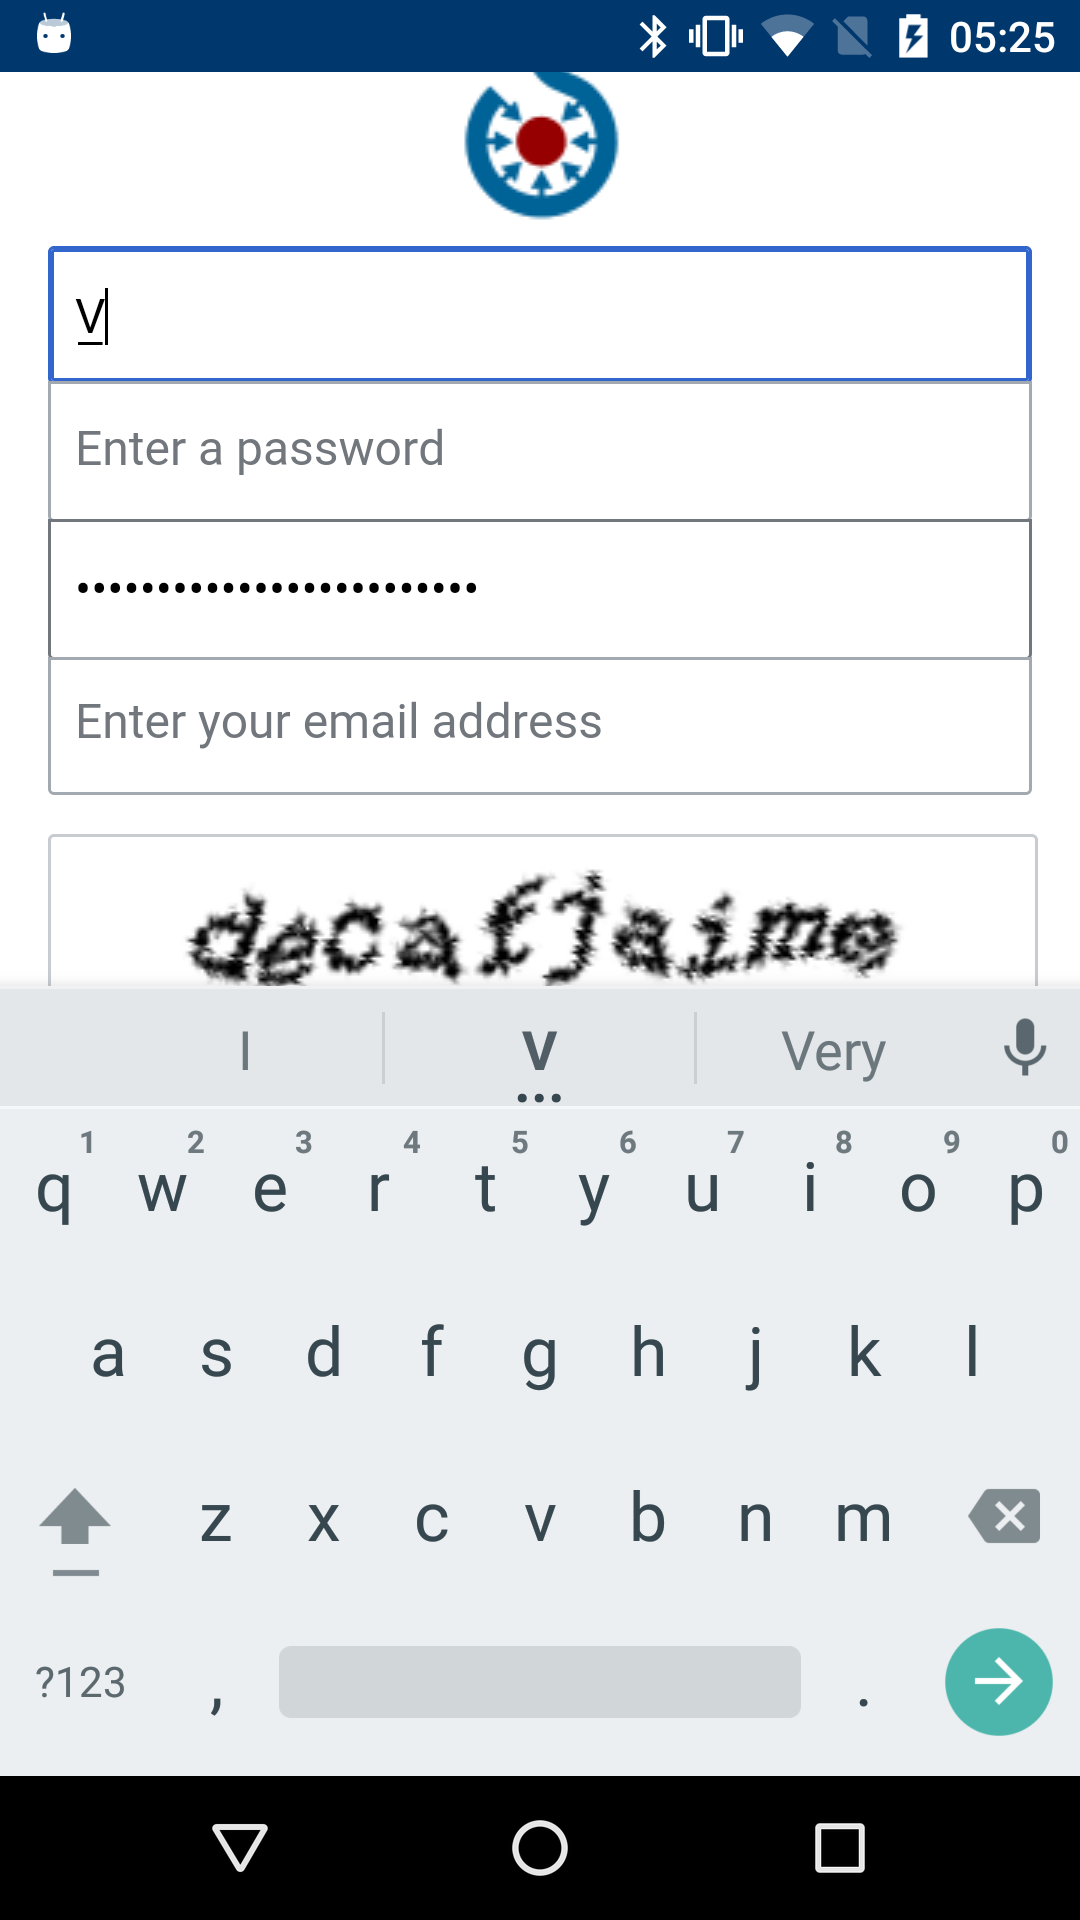 05:25
V
Enter a password
•••••••••••••••••••••••••
Enter your email address
decafjaime
I V Very
...
1 2 3 4 5 6 7 8 9 0
q w e r t y u i o p
a s d f g h j k l
z x c v b n m
?123 , .